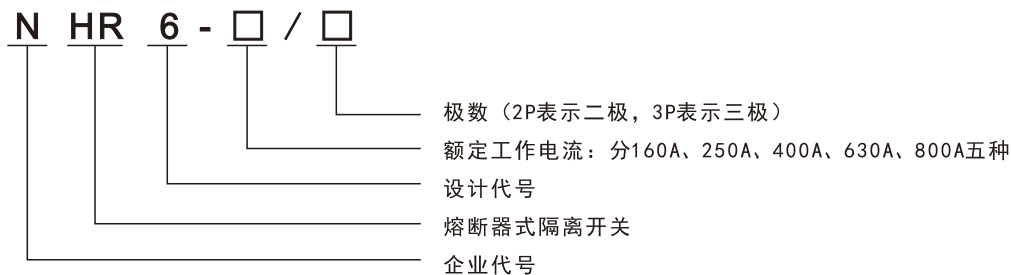 NHR6-□/□
极数（2P表示二极，3P表示三极）
额定工作电流：分160A、250A、400A、630A、800A五种
设计代号
熔断器式隔离开关
企业代号